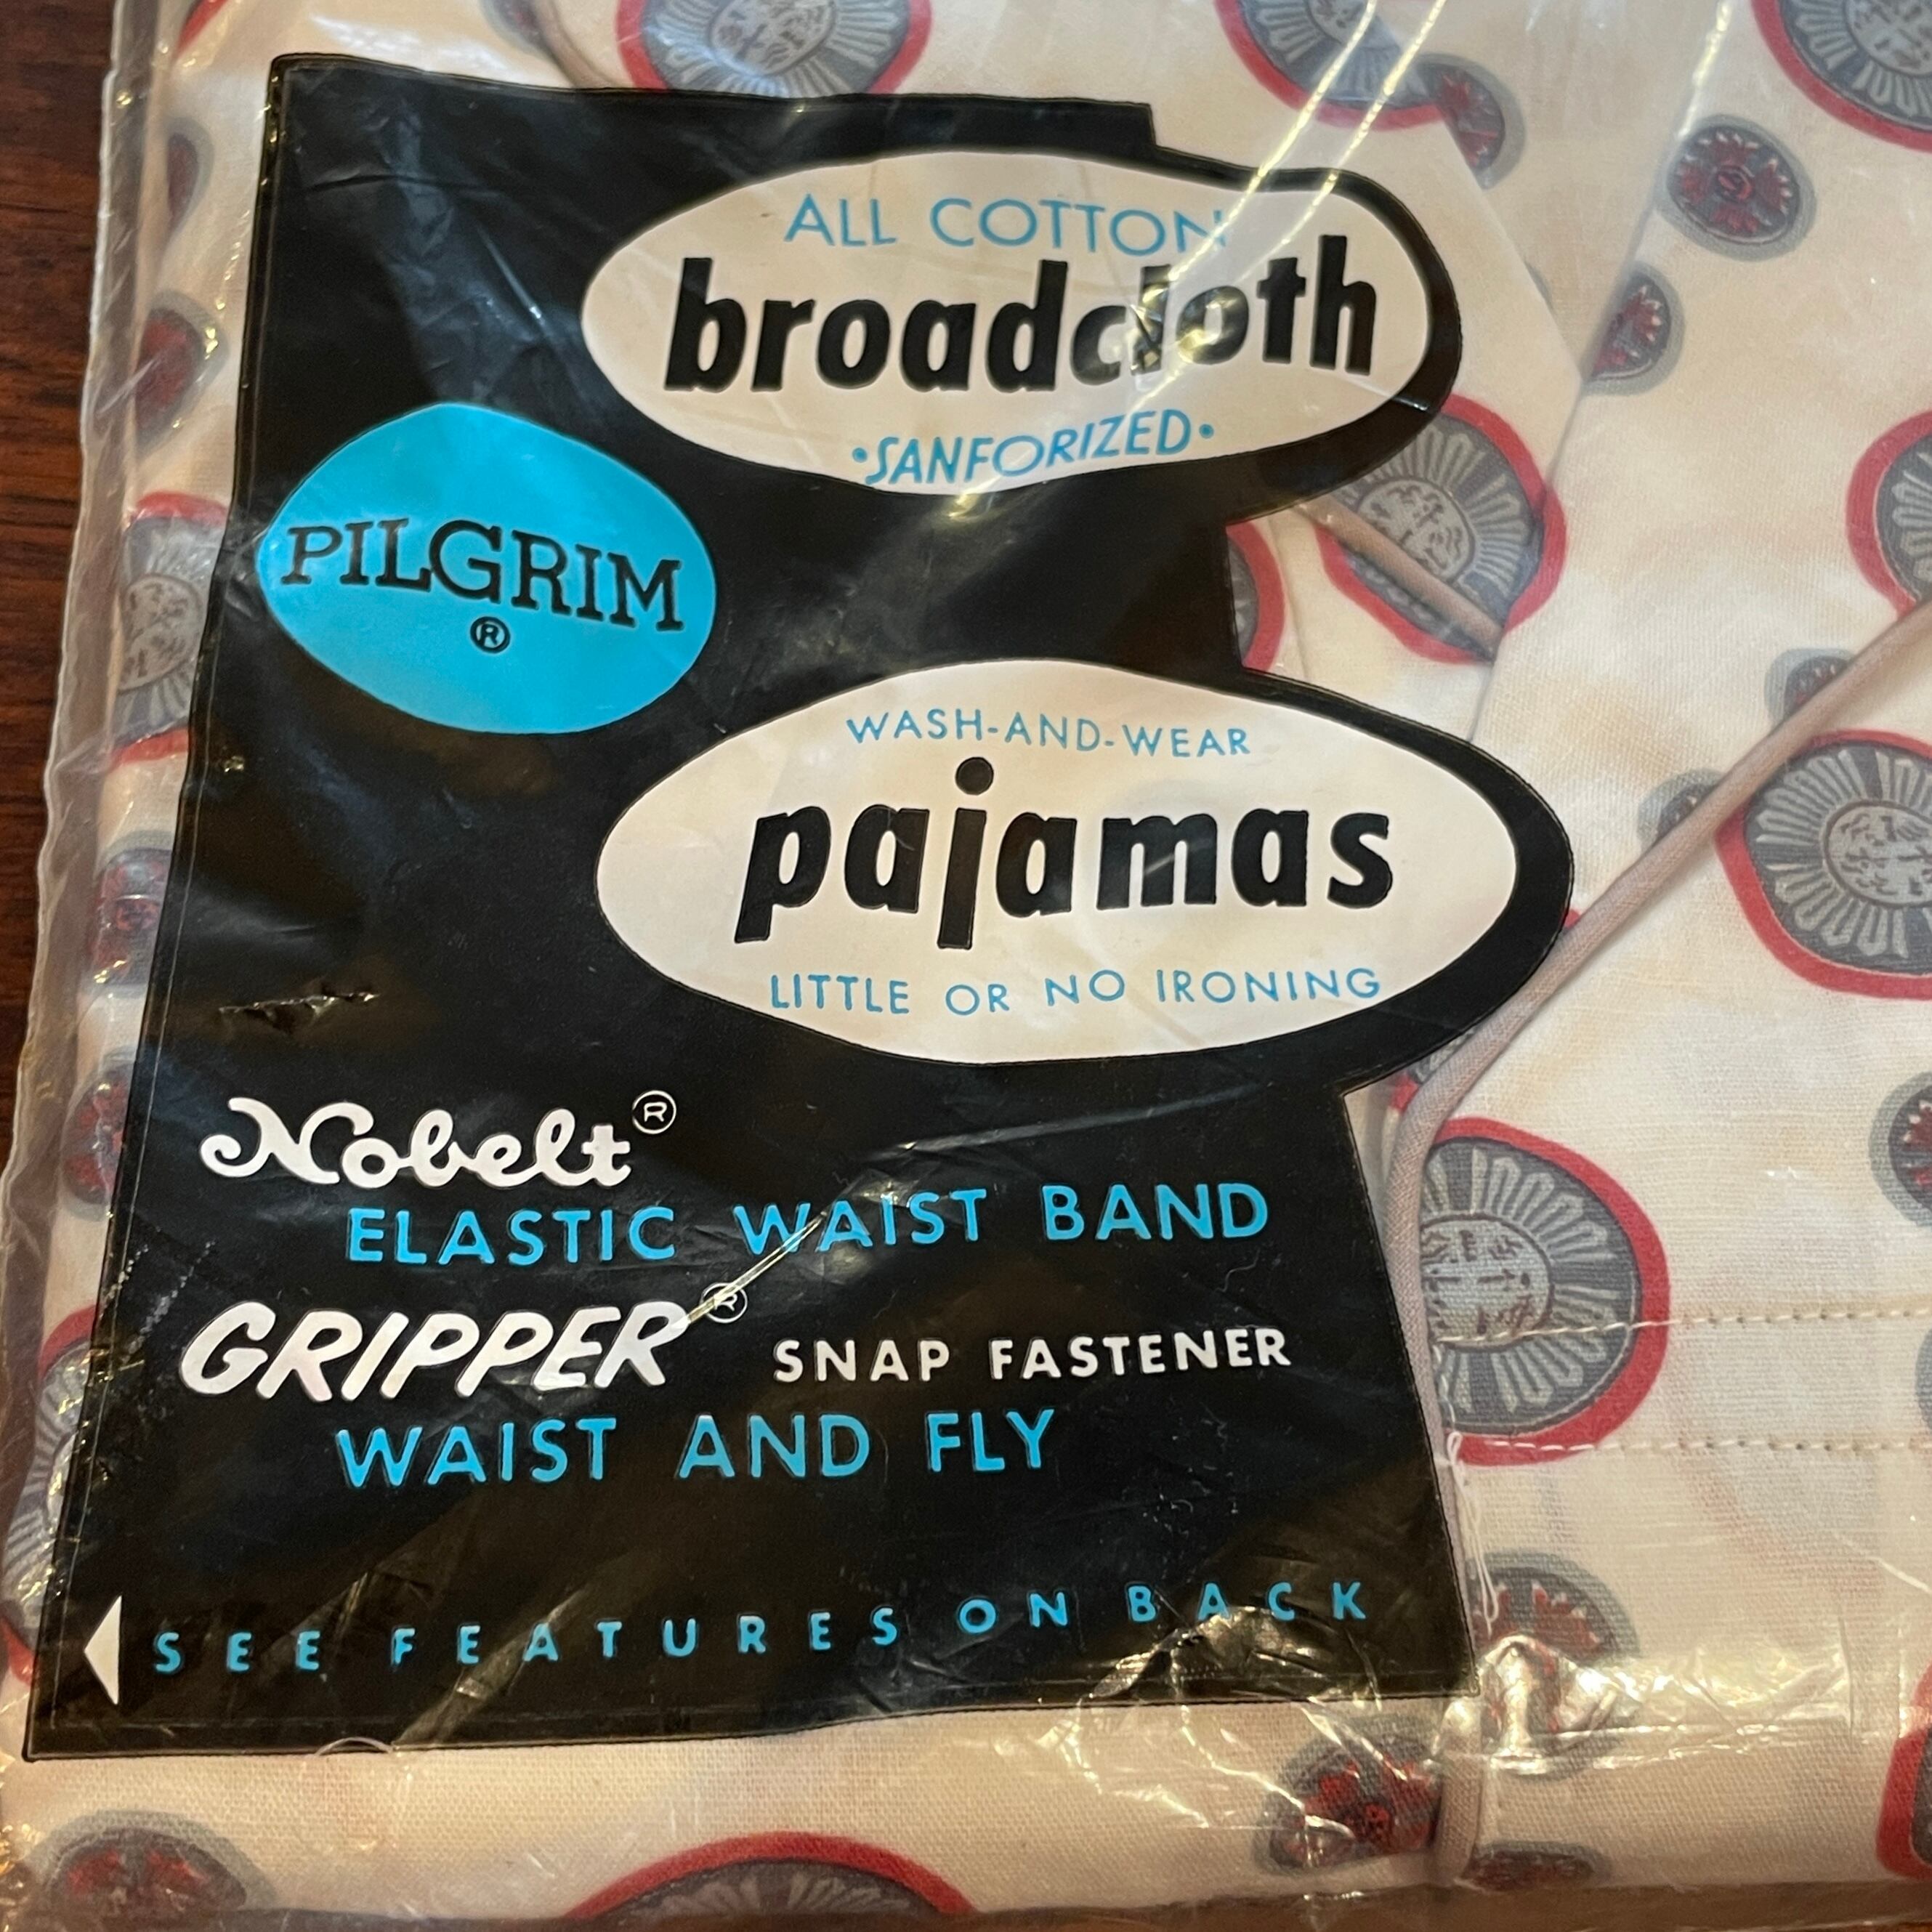 ALL COTTON
broadcloth
•SANFORIZED•
PILGRIM
®
WASH-AND-WEAR
pajamas
LITTLE OR NO IRONING
Nobelt®
ELASTIC WAIST BAND
GRIPPER® SNAP FASTENER
WAIST AND FLY
SEE FEATURES ON BACK